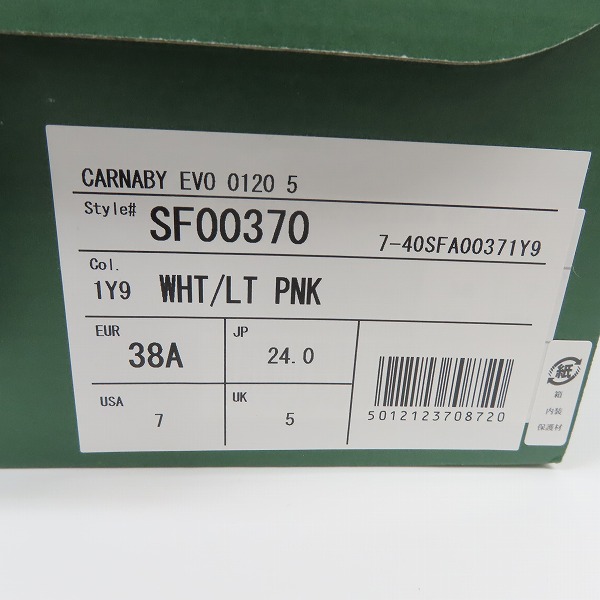 CARNABY EVO 0120 5
Style# SF00370 7-40SFA00371Y9
Col.
1Y9 WHT/LT PNK
EUR 38A
JP 24.0
USA 7
UK 5
5012123708720
紙
箱
内装
保護材